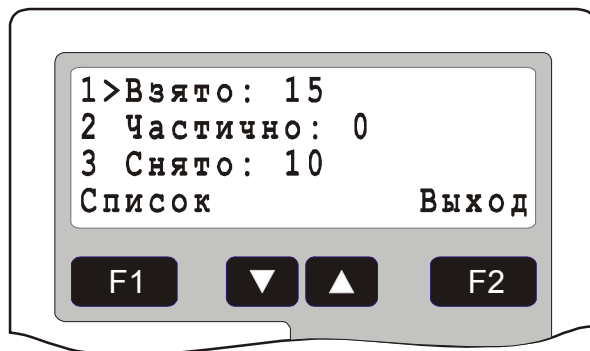 1>Взято: 15
2 Частично: 0
3 Снято: 10
Список Выход
F1 ▼ ▲ F2